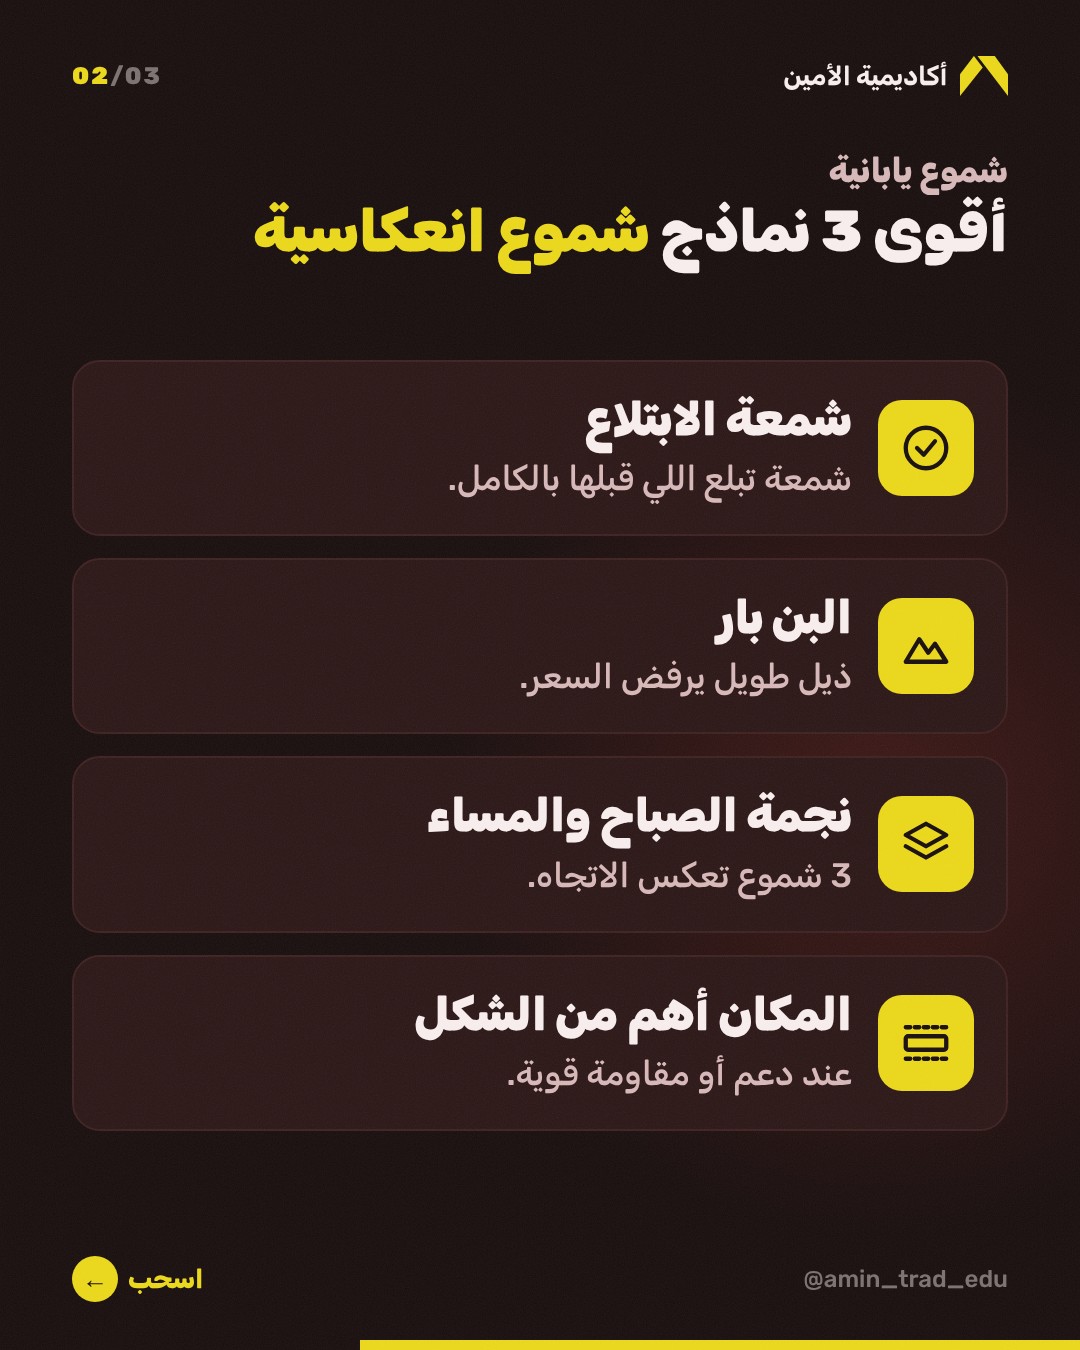 أكاديمية الأمين
02/03
شموع يابانية
أقوى 3 نماذج شموع انعكاسية
شمعة الابتلاع
شمعة تبلع اللي قبلها بالكامل.
البن بار
ذيل طويل يرفض السعر.
نجمة الصباح والمساء
3 شموع تعكس الاتجاه.
المكان أهم من الشكل
عند دعم أو مقاومة قوية.
@amin_trad_edu
اسحب ←